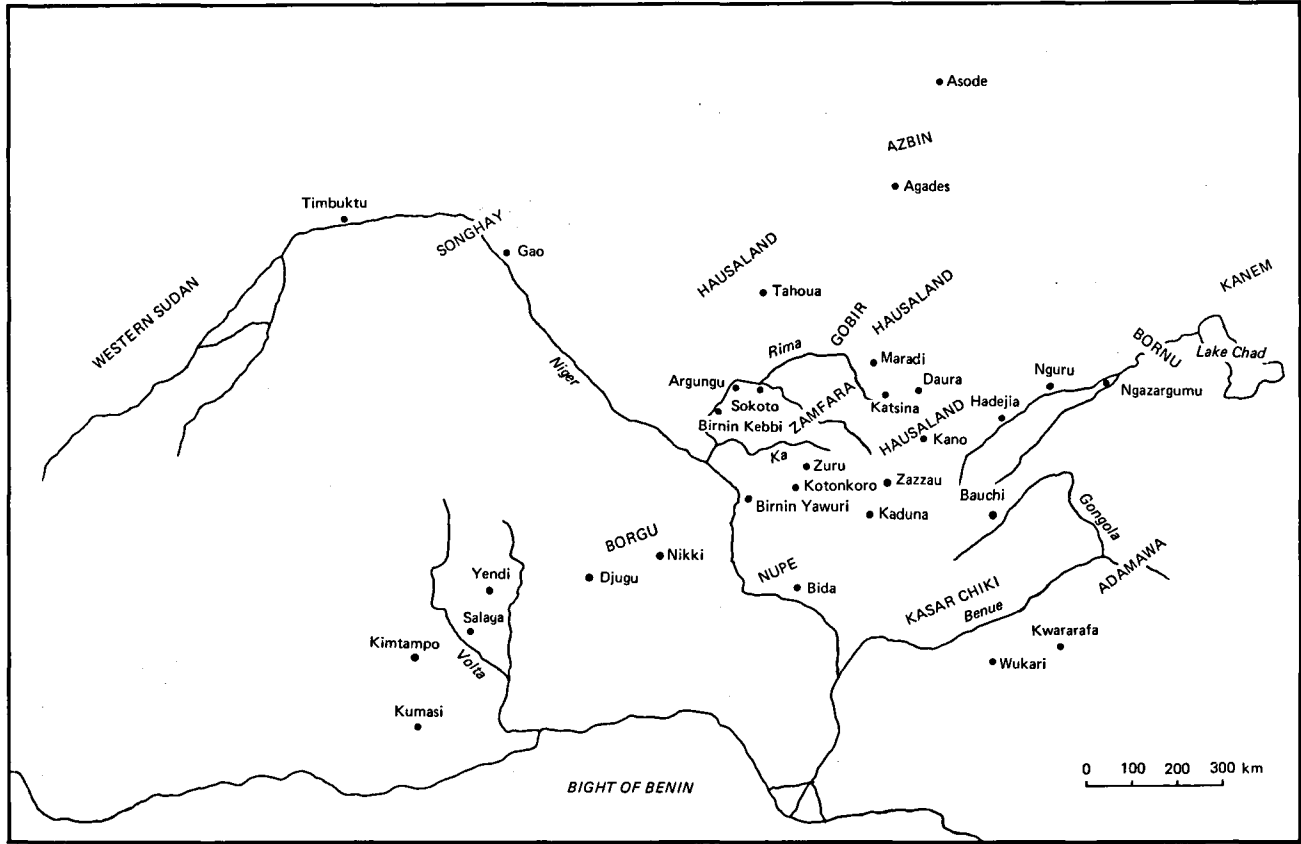 Asode
AZBIN
Agades
Timbuktu
SONGHAY
Gao
HAUSALAND
Tahoua
HAUSALAND
KANEM
WESTERN SUDAN
GOBIR
Rima
Niger
Maradi
BORNU
Lake Chad
Argungu
Sokoto
Daura
Nguru
Ngazargumu
Katsina
Hadejia
Birnin Kebbi
ZAMFARA
HAUSALAND
Kano
Ka
Zuru
Kotonkoro
Zazzau
Bauchi
Birnin Yawuri
Kaduna
Gongola
BORGU
Nikki
Djugu
Yendi
NUPE
Bida
ADAMAWA
KASAR CHIKI
Benue
Salaya
Kwararafa
Kimtampo
Volta
Wukari
Kumasi
0 100 200 300 km
BIGHT OF BENIN